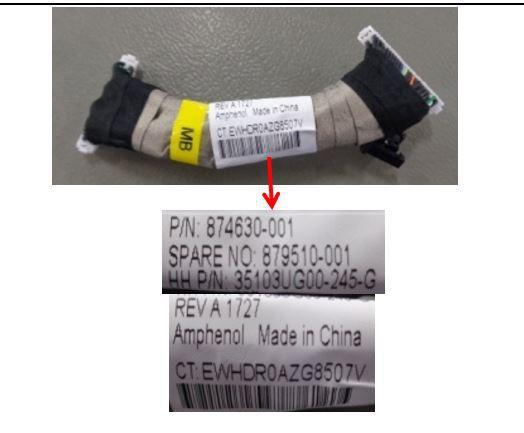 REV A 1727
Amphenol Made in China
CT: EWHDR0AZG8507V
MB
P/N: 874630-001
SPARE NO: 879510-001
HH P/N: 35103UG00-245-G
REV A 1727
Amphenol Made in China
CT: EWHDR0AZG8507V